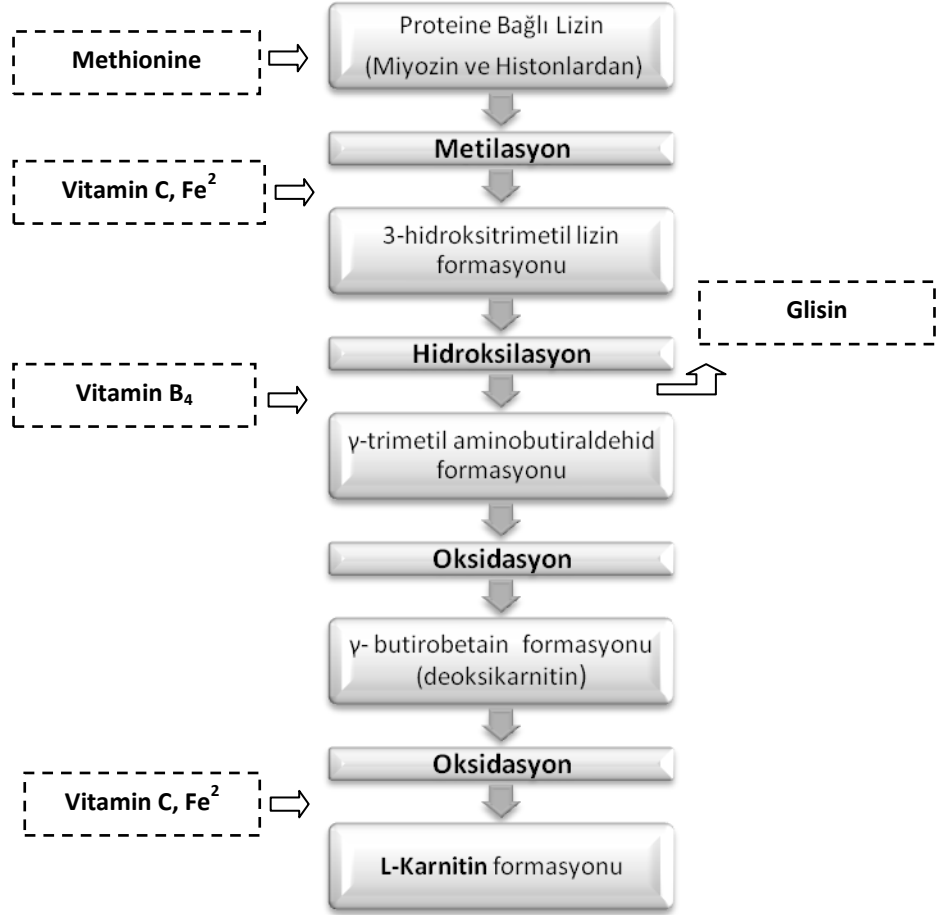 Methionine
Proteine Bağlı Lizin
(Miyozin ve Histonlardan)
Metilasyon
Vitamin C, Fe²
3-hidroksitrimetil lizin
formasyonu
Glisin
Hidroksilasyon
Vitamin B₄
γ-trimetil aminobutiraldehid
formasyonu
Oksidasyon
γ- butirobetain formasyonu
(deoksikarnitin)
Oksidasyon
Vitamin C, Fe²
L-Karnitin formasyonu